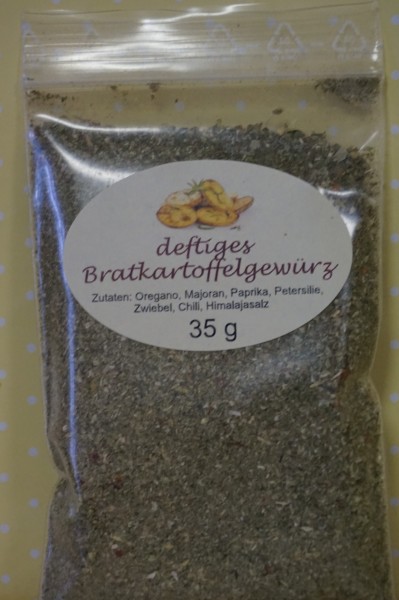 deftiges
Bratkartoffelgewürz
Zutaten: Oregano, Majoran, Paprika, Petersilie,
Zwiebel, Chili, Himalajasalz
35 g